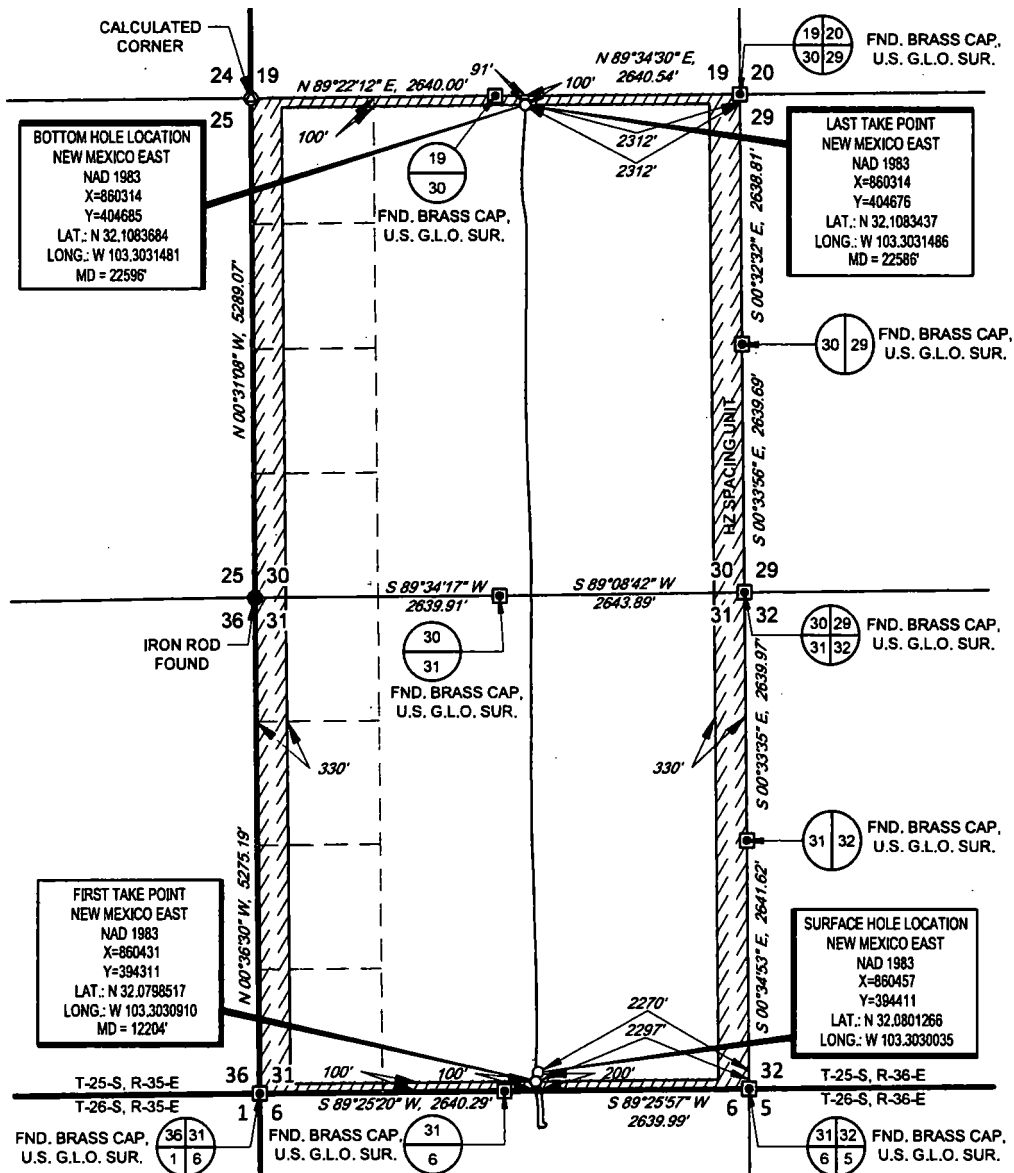 CALCULATED
CORNER
24 19
25
N 89°22'12" E, 2640.00'
91'
100'
N 89°34'30" E,
2640.54'
19 20
29
19 20
30 29
FND. BRASS CAP,
U.S. G.L.O. SUR.
100'
BOTTOM HOLE LOCATION
NEW MEXICO EAST
NAD 1983
X=860314
Y=404685
LAT.: N 32.1083684
LONG.: W 103.3031481
MD = 22596'
19
30
FND. BRASS CAP,
U.S. G.L.O. SUR.
2312'
2312'
LAST TAKE POINT
NEW MEXICO EAST
NAD 1983
X=860314
Y=404676
LAT.: N 32.1083437
LONG.: W 103.3031486
MD = 22586'
S 00°32'32" E, 2638.81'
N 00°31'08" W, 5289.07'
30 29
FND. BRASS CAP,
U.S. G.L.O. SUR.
HZ SPACING UNIT
S 00°33'56" E, 2639.69'
25 30
36 31
IRON ROD
FOUND
S 89°34'17" W
2639.91'
S 89°08'42" W
2643.89'
30 29
31 32
30
31
FND. BRASS CAP,
U.S. G.L.O. SUR.
30 29
31 32
FND. BRASS CAP,
U.S. G.L.O. SUR.
S 00°33'35" E, 2639.97'
330'
330'
31 32
FND. BRASS CAP,
U.S. G.L.O. SUR.
N 00°36'30" W, 5275.19'
S 00°34'53" E, 2641.62'
FIRST TAKE POINT
NEW MEXICO EAST
NAD 1983
X=860431
Y=394311
LAT.: N 32.0798517
LONG.: W 103.3030910
MD = 12204'
SURFACE HOLE LOCATION
NEW MEXICO EAST
NAD 1983
X=860457
Y=394411
LAT.: N 32.0801266
LONG.: W 103.3030035
2270'
2297'
100'
100'
200'
36 31
32
T-25-S, R-35-E
T-26-S, R-35-E
1 6
S 89°25'20" W, 2640.29'
S 89°25'57" W
2639.99'
6 5
T-25-S, R-36-E
T-26-S, R-36-E
FND. BRASS CAP,
U.S. G.L.O. SUR.
36 31
1 6
FND. BRASS CAP,
U.S. G.L.O. SUR.
31
6
31 32
6 5
FND. BRASS CAP,
U.S. G.L.O. SUR.